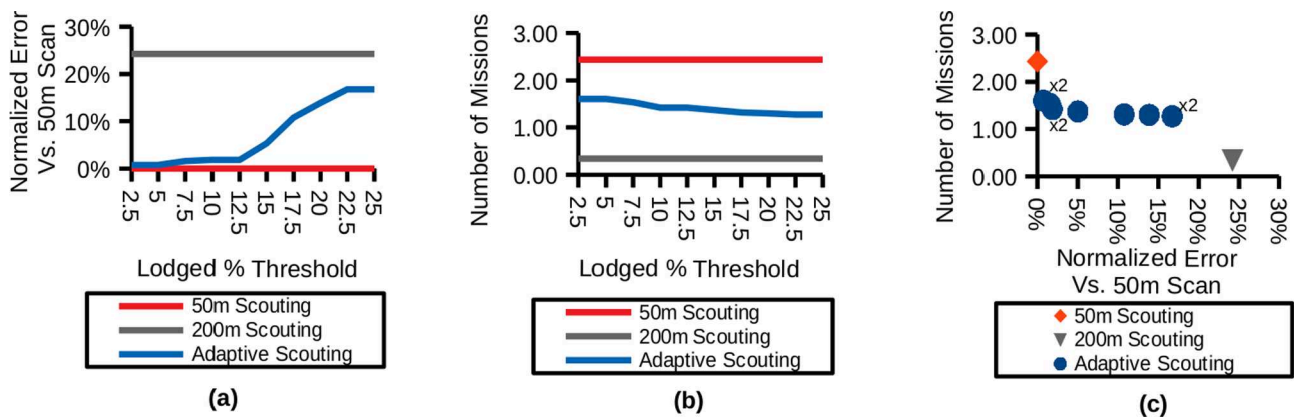 Normalized Error
Vs. 50m Scan
30%
20%
10%
0%
2.5
5
7.5
10
12.5
15
17.5
20
22.5
25
Lodged % Threshold
50m Scouting
200m Scouting
Adaptive Scouting
(a)
Number of Missions
3.00
2.00
1.00
0.00
2.5
5
7.5
10
12.5
15
17.5
20
22.5
25
Lodged % Threshold
50m Scouting
200m Scouting
Adaptive Scouting
(b)
Number of Missions
3.00
2.00
1.00
0.00
x2
x2
x2
0%
5%
10%
15%
20%
25%
30%
Normalized Error
Vs. 50m Scan
50m Scouting
200m Scouting
Adaptive Scouting
(c)